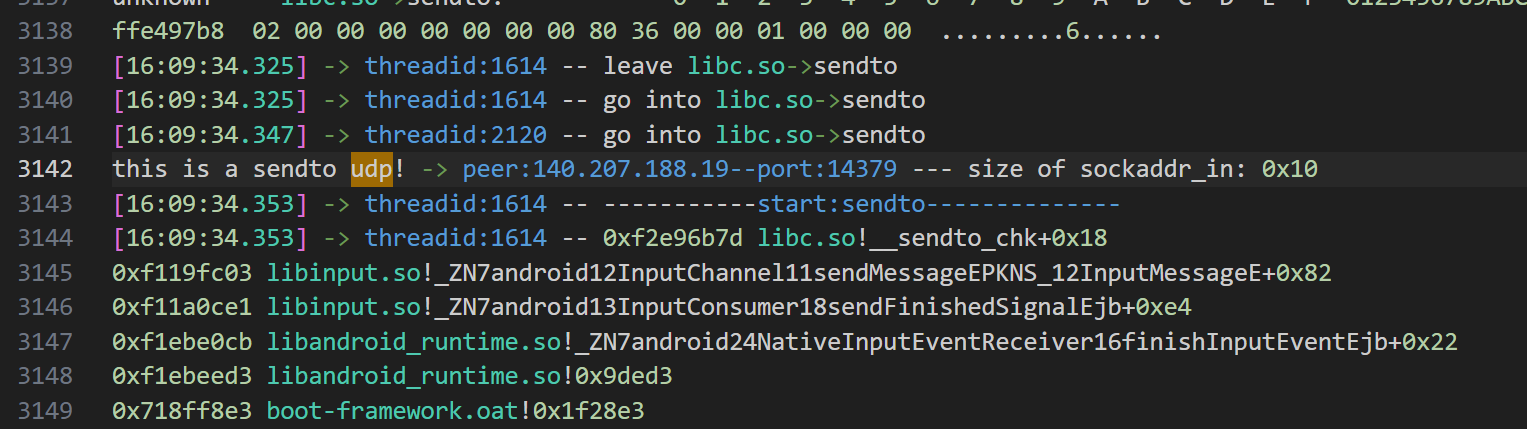 3137 unknown libc.so->sendto: 0 1 2 3 4 5 6 7 8 9 A B C D E F 0123456789ABC
3138 ffe497b8 02 00 00 00 00 00 00 00 80 36 00 00 01 00 00 00 .........6......
3139 [16:09:34.325] -> threadid:1614 -- leave libc.so->sendto
3140 [16:09:34.325] -> threadid:1614 -- go into libc.so->sendto
3141 [16:09:34.347] -> threadid:2120 -- go into libc.so->sendto
3142 this is a sendto udp! -> peer:140.207.188.19--port:14379 --- size of sockaddr_in: 0x10
3143 [16:09:34.353] -> threadid:1614 -- -----------start:sendto--------------
3144 [16:09:34.353] -> threadid:1614 -- 0xf2e96b7d libc.so!__sendto_chk+0x18
3145 0xf119fc03 libinput.so!_ZN7android12InputChannel11sendMessageEPKNS_12InputMessageE+0x82
3146 0xf11a0ce1 libinput.so!_ZN7android13InputConsumer18sendFinishedSignalEjb+0xe4
3147 0xf1ebe0cb libandroid_runtime.so!_ZN7android24NativeInputEventReceiver16finishInputEventEjb+0x22
3148 0xf1ebeed3 libandroid_runtime.so!0x9ded3
3149 0x718ff8e3 boot-framework.oat!0x1f28e3